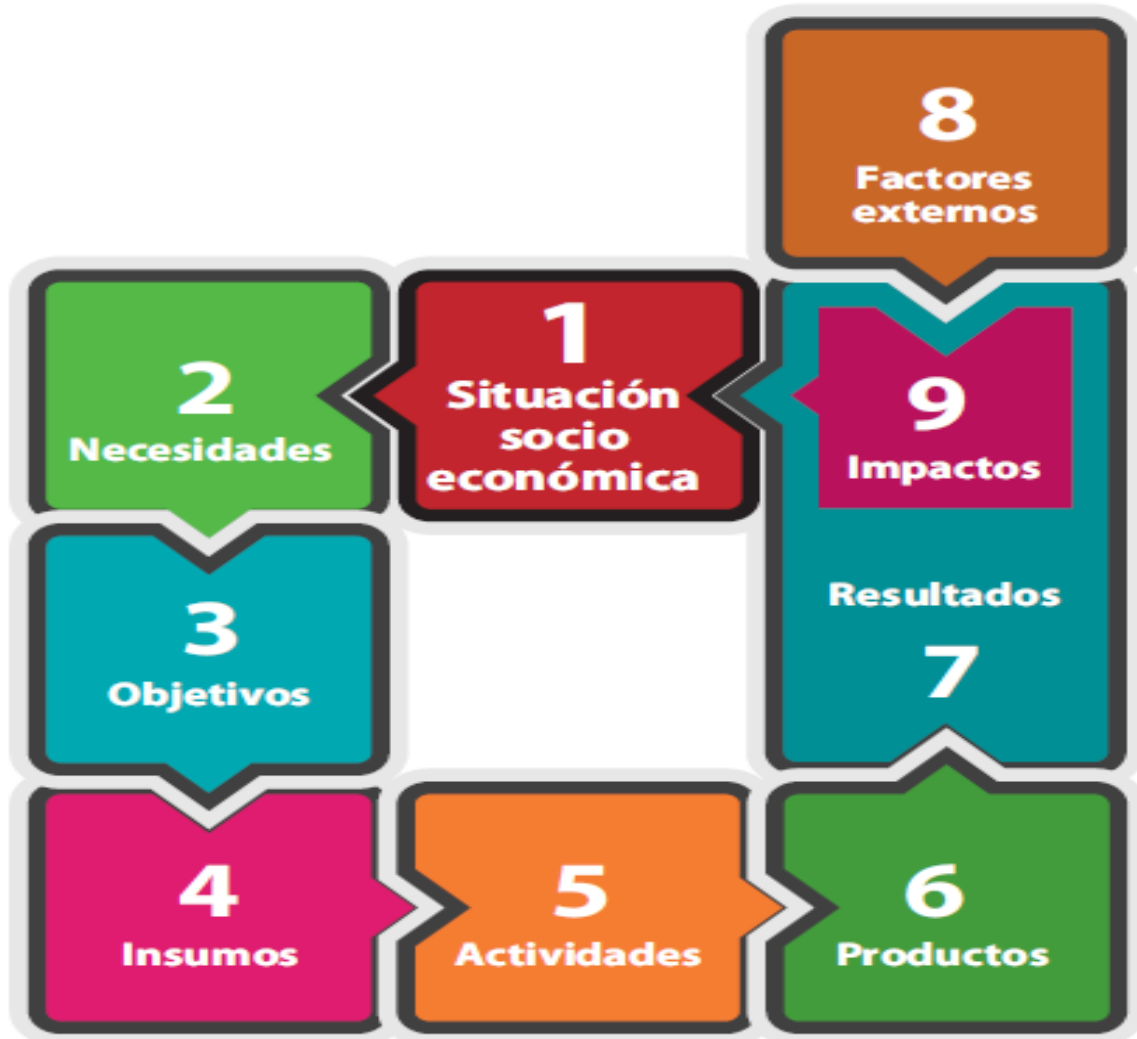 8
Factores
externos
2
Necesidades
1
Situación
socio
económica
9
Impactos
Resultados
7
3
Objetivos
4
Insumos
5
Actividades
6
Productos